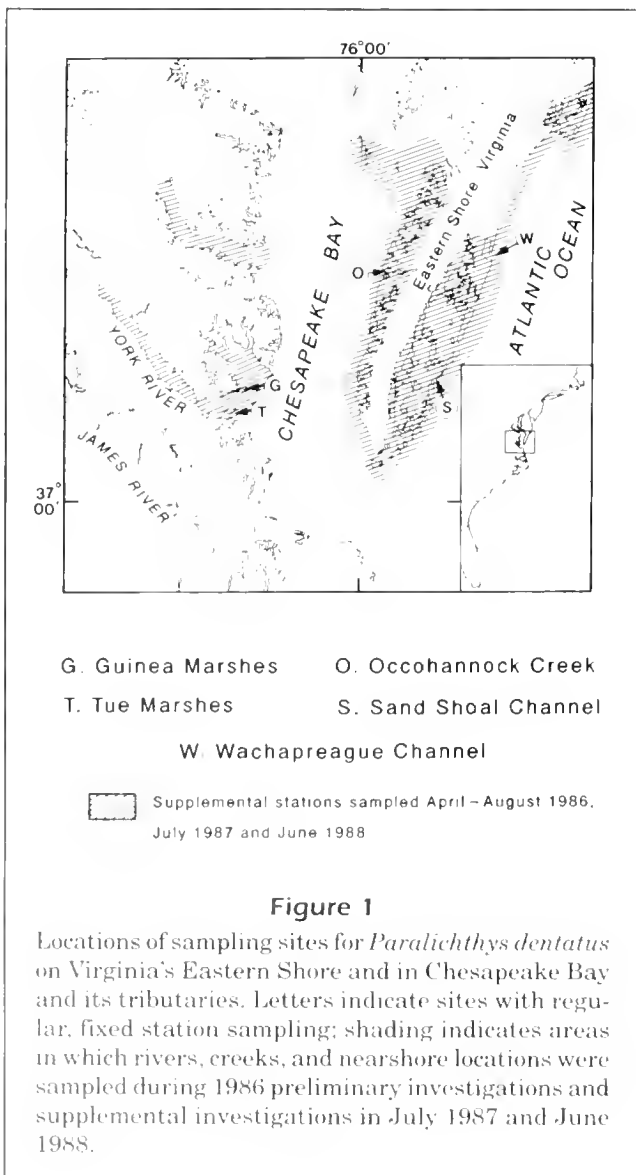 76°00'
CHESAPEAKE BAY
Eastern Shore Virginia
ATLANTIC OCEAN
W
O
S
G
T
YORK RIVER
JAMES RIVER
37°
00'
G. Guinea Marshes O. Occohannock Creek
T. Tue Marshes S. Sand Shoal Channel
W. Wachapreague Channel
Supplemental stations sampled April – August 1986,
July 1987 and June 1988
Figure 1
Locations of sampling sites for Paralichthys dentatus
on Virginia's Eastern Shore and in Chesapeake Bay
and its tributaries. Letters indicate sites with regu-
lar, fixed station sampling; shading indicates areas
in which rivers, creeks, and nearshore locations were
sampled during 1986 preliminary investigations and
supplemental investigations in July 1987 and June
1988.